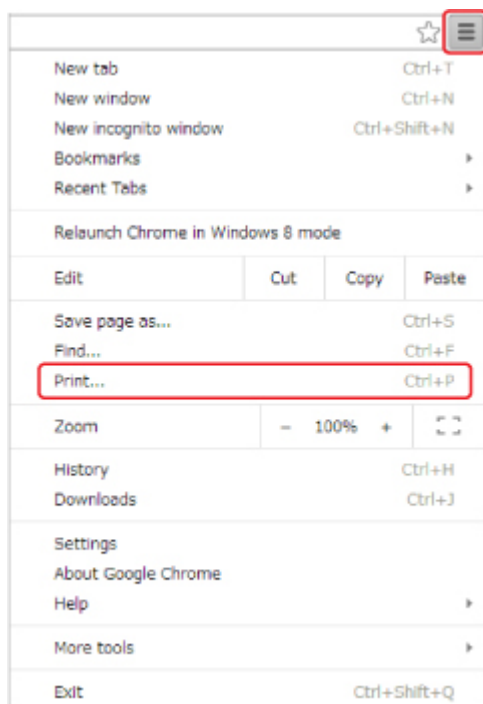 New tab Ctrl+T
New window Ctrl+N
New incognito window Ctrl+Shift+N
Bookmarks
Recent Tabs
Relaunch Chrome in Windows 8 mode
Edit Cut Copy Paste
Save page as... Ctrl+S
Find... Ctrl+F
Print... Ctrl+P
Zoom − 100% +
History Ctrl+H
Downloads Ctrl+J
Settings
About Google Chrome
Help
More tools
Exit Ctrl+Shift+Q